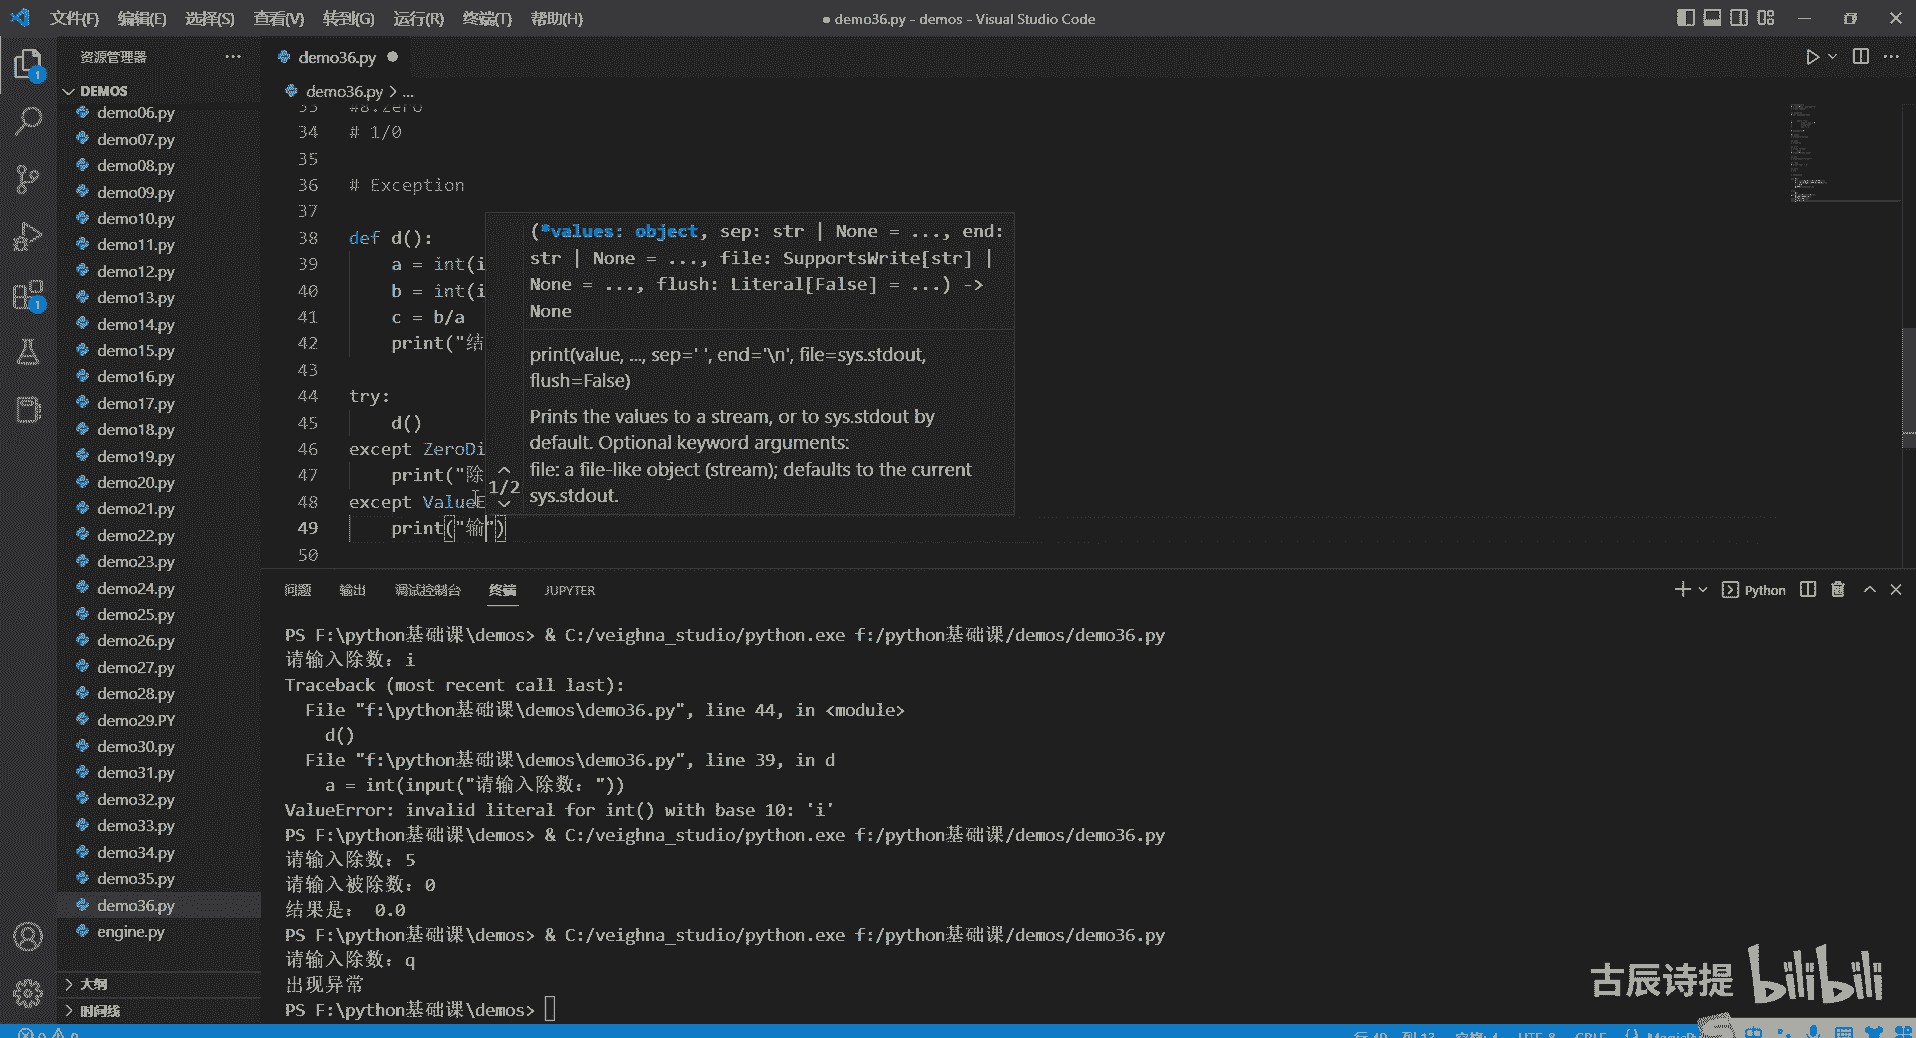 文件(F) 编辑(E) 选择(S) 查看(V) 转到(G) 运行(R) 终端(T) 帮助(H)
● demo36.py - demos - Visual Studio Code
资源管理器
DEMOS
demo06.py
demo07.py
demo08.py
demo09.py
demo10.py
demo11.py
demo12.py
demo13.py
demo14.py
demo15.py
demo16.py
demo17.py
demo18.py
demo19.py
demo20.py
demo21.py
demo22.py
demo23.py
demo24.py
demo25.py
demo26.py
demo27.py
demo28.py
demo29.PY
demo30.py
demo31.py
demo32.py
demo33.py
demo34.py
demo35.py
demo36.py
engine.py
大纲
时间线
demo36.py ●
demo36.py > ...
33 #8.zero
34 # 1/0
35
36 # Exception
37
38 def d():
39 a = int(i
40 b = int(i
41 c = b/a
42 print("结
43
44 try:
45 d()
46 except ZeroDi
47 print("除
48 except ValueE
49 print("输")
50
(*values: object, sep: str | None = ..., end:
str | None = ..., file: SupportsWrite[str] |
None = ..., flush: Literal[False] = ...) ->
None
print(value, ..., sep=' ', end='\n', file=sys.stdout,
flush=False)
Prints the values to a stream, or to sys.stdout by
default. Optional keyword arguments:
file: a file-like object (stream); defaults to the current
sys.stdout.
1/2
问题 输出 调试控制台 终端 JUPYTER
Python
PS F:\python基础课\demos> & C:/veighna_studio/python.exe f:/python基础课/demos/demo36.py
请输入除数：i
Traceback (most recent call last):
File "f:\python基础课\demos\demo36.py", line 44, in <module>
d()
File "f:\python基础课\demos\demo36.py", line 39, in d
a = int(input("请输入除数："))
ValueError: invalid literal for int() with base 10: 'i'
PS F:\python基础课\demos> & C:/veighna_studio/python.exe f:/python基础课/demos/demo36.py
请输入除数：5
请输入被除数：0
结果是： 0.0
PS F:\python基础课\demos> & C:/veighna_studio/python.exe f:/python基础课/demos/demo36.py
请输入除数：q
出现异常
PS F:\python基础课\demos>
古辰诗提 bilibili